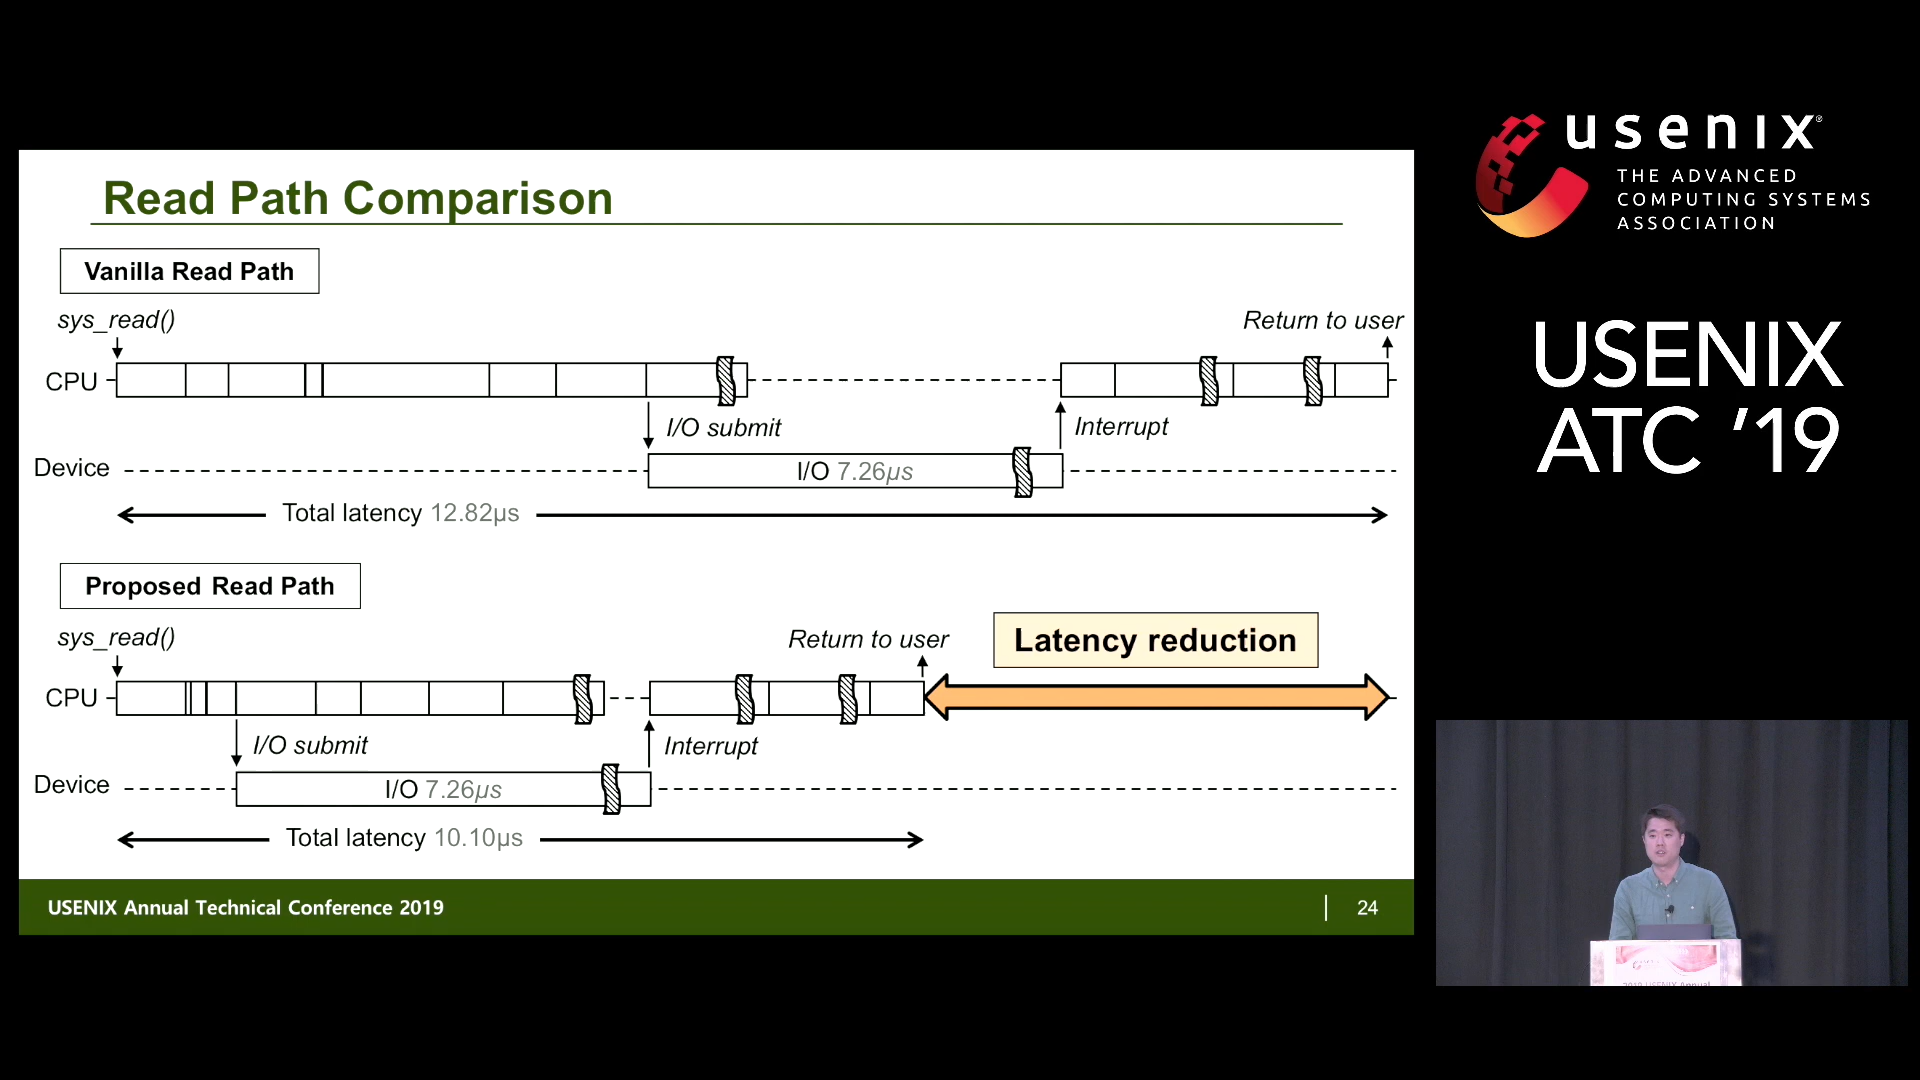 Read Path Comparison
Vanilla Read Path
sys_read()
Return to user
CPU
I/O submit
Interrupt
Device
I/O 7.26µs
Total latency 12.82µs
Proposed Read Path
sys_read()
Return to user
Latency reduction
CPU
I/O submit
Interrupt
Device
I/O 7.26µs
Total latency 10.10µs
USENIX Annual Technical Conference 2019
24
usenix®
THE ADVANCED
COMPUTING SYSTEMS
ASSOCIATION
USENIX
ATC ’19